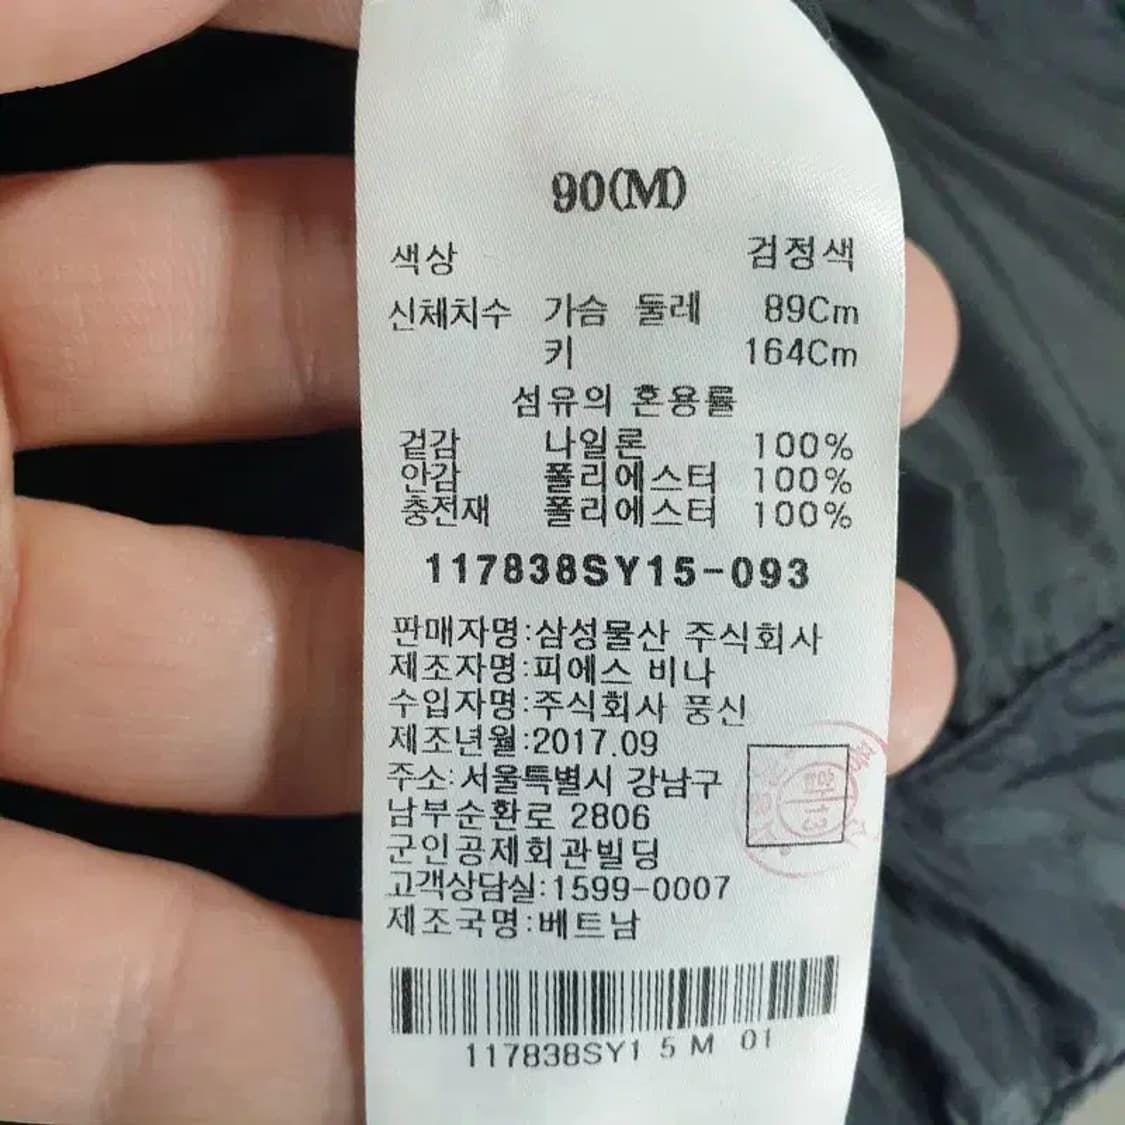 90(M)
색상 검정색
신체치수 가슴 둘레 89Cm
키 164Cm
섬유의 혼용률
겉감 나일론 100%
안감 폴리에스터 100%
충전재 폴리에스터 100%
117838SY15-093
판매자명:삼성물산 주식회사
제조자명:피에스 비나
수입자명:주식회사 풍신
제조년월:2017.09
주소:서울특별시 강남구
남부순환로 2806
군인공제회관빌딩
고객상담실:1599-0007
제조국명:베트남
117838SY1 5 M 01
13